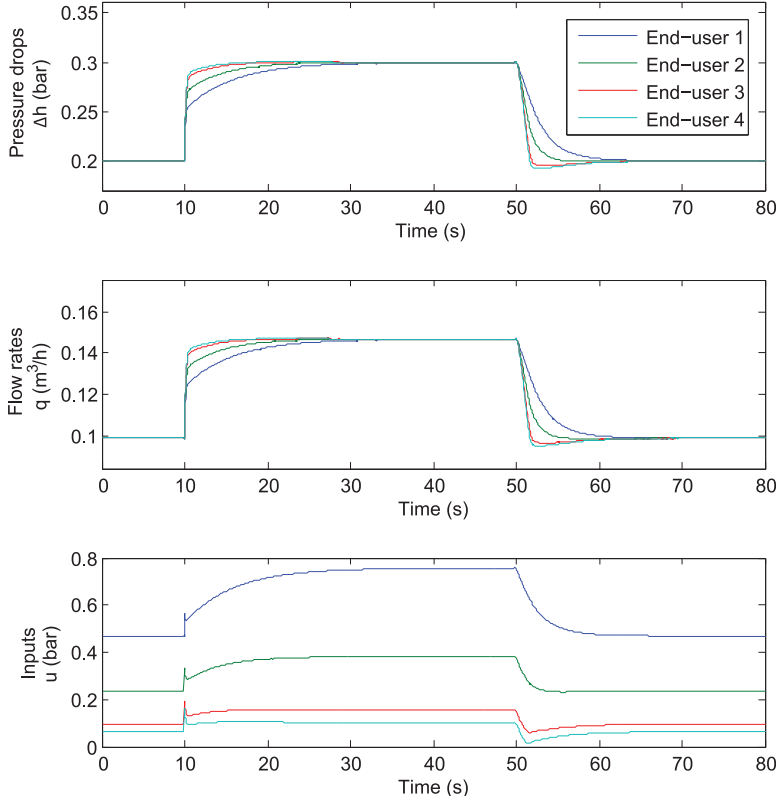 Pressure drops
Δh (bar)
0.3
0.25
0.2
End−user 1
End−user 2
End−user 3
End−user 4
0 10 20 30 40 50 60 70 80
Time (s)
Flow rates
q (m³/h)
0.16
0.14
0.12
0.1
0 10 20 30 40 50 60 70 80
Time (s)
Inputs
u (bar)
0.8
0.6
0.4
0.2
0
0 10 20 30 40 50 60 70 80
Time (s)